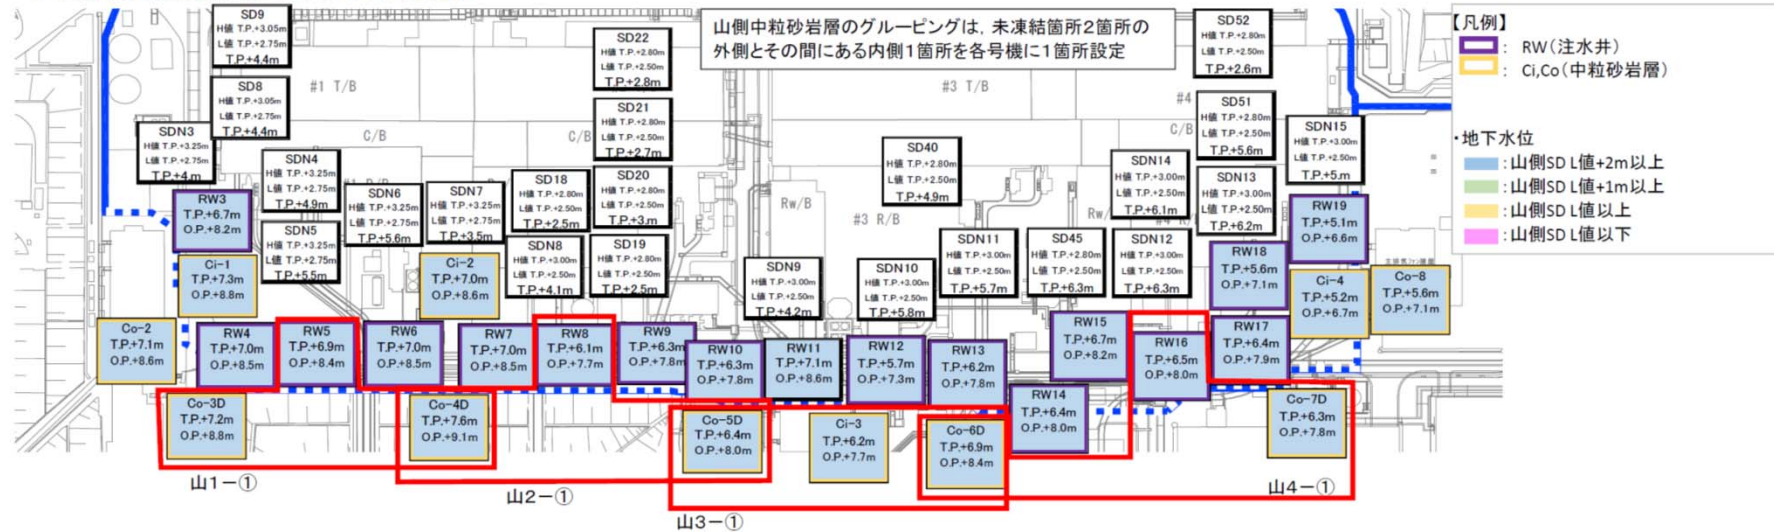 山側中粒砂岩層のグルーピングは，未凍結箇所2箇所の
外側とその間にある内側1箇所を各号機に1箇所設定
【凡例】
： RW（注水井）
： Ci,Co（中粒砂岩層）
・地下水位
：山側SD L値+2m以上
：山側SD L値+1m以上
：山側SD L値以上
：山側SD L値以下
SD9
H値 T.P.+3.05m
L値 T.P.+2.75m
T.P.+4.4m
SD8
H値 T.P.+3.05m
L値 T.P.+2.75m
T.P.+4.4m
SDN3
H値 T.P.+3.25m
L値 T.P.+2.75m
T.P.+4.m
SDN4
H値 T.P.+3.25m
L値 T.P.+2.75m
T.P.+4.9m
SDN5
H値 T.P.+3.25m
L値 T.P.+2.75m
T.P.+5.5m
SDN6
H値 T.P.+3.25m
L値 T.P.+2.75m
T.P.+5.6m
SDN7
H値 T.P.+3.25m
L値 T.P.+2.75m
T.P.+3.5m
SD18
H値 T.P.+2.80m
L値 T.P.+2.50m
T.P.+2.5m
SDN8
H値 T.P.+3.00m
L値 T.P.+2.50m
T.P.+4.1m
SD22
H値 T.P.+2.80m
L値 T.P.+2.50m
T.P.+2.8m
SD21
H値 T.P.+2.80m
L値 T.P.+2.50m
T.P.+2.7m
SD20
H値 T.P.+2.80m
L値 T.P.+2.50m
T.P.+3.m
SD19
H値 T.P.+2.80m
L値 T.P.+2.50m
T.P.+2.5m
SDN9
H値 T.P.+3.00m
L値 T.P.+2.50m
T.P.+4.2m
SD40
H値 T.P.+2.80m
L値 T.P.+2.50m
T.P.+4.9m
SDN10
H値 T.P.+3.00m
L値 T.P.+2.50m
T.P.+5.8m
SDN11
H値 T.P.+3.00m
L値 T.P.+2.50m
T.P.+5.7m
SD45
H値 T.P.+2.80m
L値 T.P.+2.50m
T.P.+6.3m
SDN14
H値 T.P.+3.00m
L値 T.P.+2.50m
T.P.+6.1m
SDN12
H値 T.P.+3.00m
L値 T.P.+2.50m
T.P.+6.3m
SD52
H値 T.P.+2.80m
L値 T.P.+2.50m
T.P.+2.6m
SD51
H値 T.P.+2.80m
L値 T.P.+2.50m
T.P.+5.6m
SDN13
H値 T.P.+3.00m
L値 T.P.+2.50m
T.P.+6.2m
SDN15
H値 T.P.+3.00m
L値 T.P.+2.50m
T.P.+5.m
#1 T/B
C/B
C/B
Rw/B
#3 T/B
#3 R/B
#4
C/B
Rw/
RW3
T.P.+6.7m
O.P.+8.2m
Ci-1
T.P.+7.3m
O.P.+8.8m
Ci-2
T.P.+7.0m
O.P.+8.6m
RW19
T.P.+5.1m
O.P.+6.6m
RW18
T.P.+5.6m
O.P.+7.1m
Ci-4
T.P.+5.2m
O.P.+6.7m
Co-8
T.P.+5.6m
O.P.+7.1m
Co-2
T.P.+7.1m
O.P.+8.6m
RW4
T.P.+7.0m
O.P.+8.5m
RW5
T.P.+6.9m
O.P.+8.4m
RW6
T.P.+7.0m
O.P.+8.5m
RW7
T.P.+7.0m
O.P.+8.5m
RW8
T.P.+6.1m
O.P.+7.7m
RW9
T.P.+6.3m
O.P.+7.8m
RW10
T.P.+6.3m
O.P.+7.8m
RW11
T.P.+7.1m
O.P.+8.6m
RW12
T.P.+5.7m
O.P.+7.3m
RW13
T.P.+6.2m
O.P.+7.8m
RW15
T.P.+6.7m
O.P.+8.2m
RW16
T.P.+6.5m
O.P.+8.0m
RW17
T.P.+6.4m
O.P.+7.9m
RW14
T.P.+6.4m
O.P.+8.0m
Co-3D
T.P.+7.2m
O.P.+8.8m
Co-4D
T.P.+7.6m
O.P.+9.1m
Co-5D
T.P.+6.4m
O.P.+8.0m
Ci-3
T.P.+6.2m
O.P.+7.7m
Co-6D
T.P.+6.9m
O.P.+8.4m
Co-7D
T.P.+6.3m
O.P.+7.8m
山1－①
山2－①
山3－①
山4－①